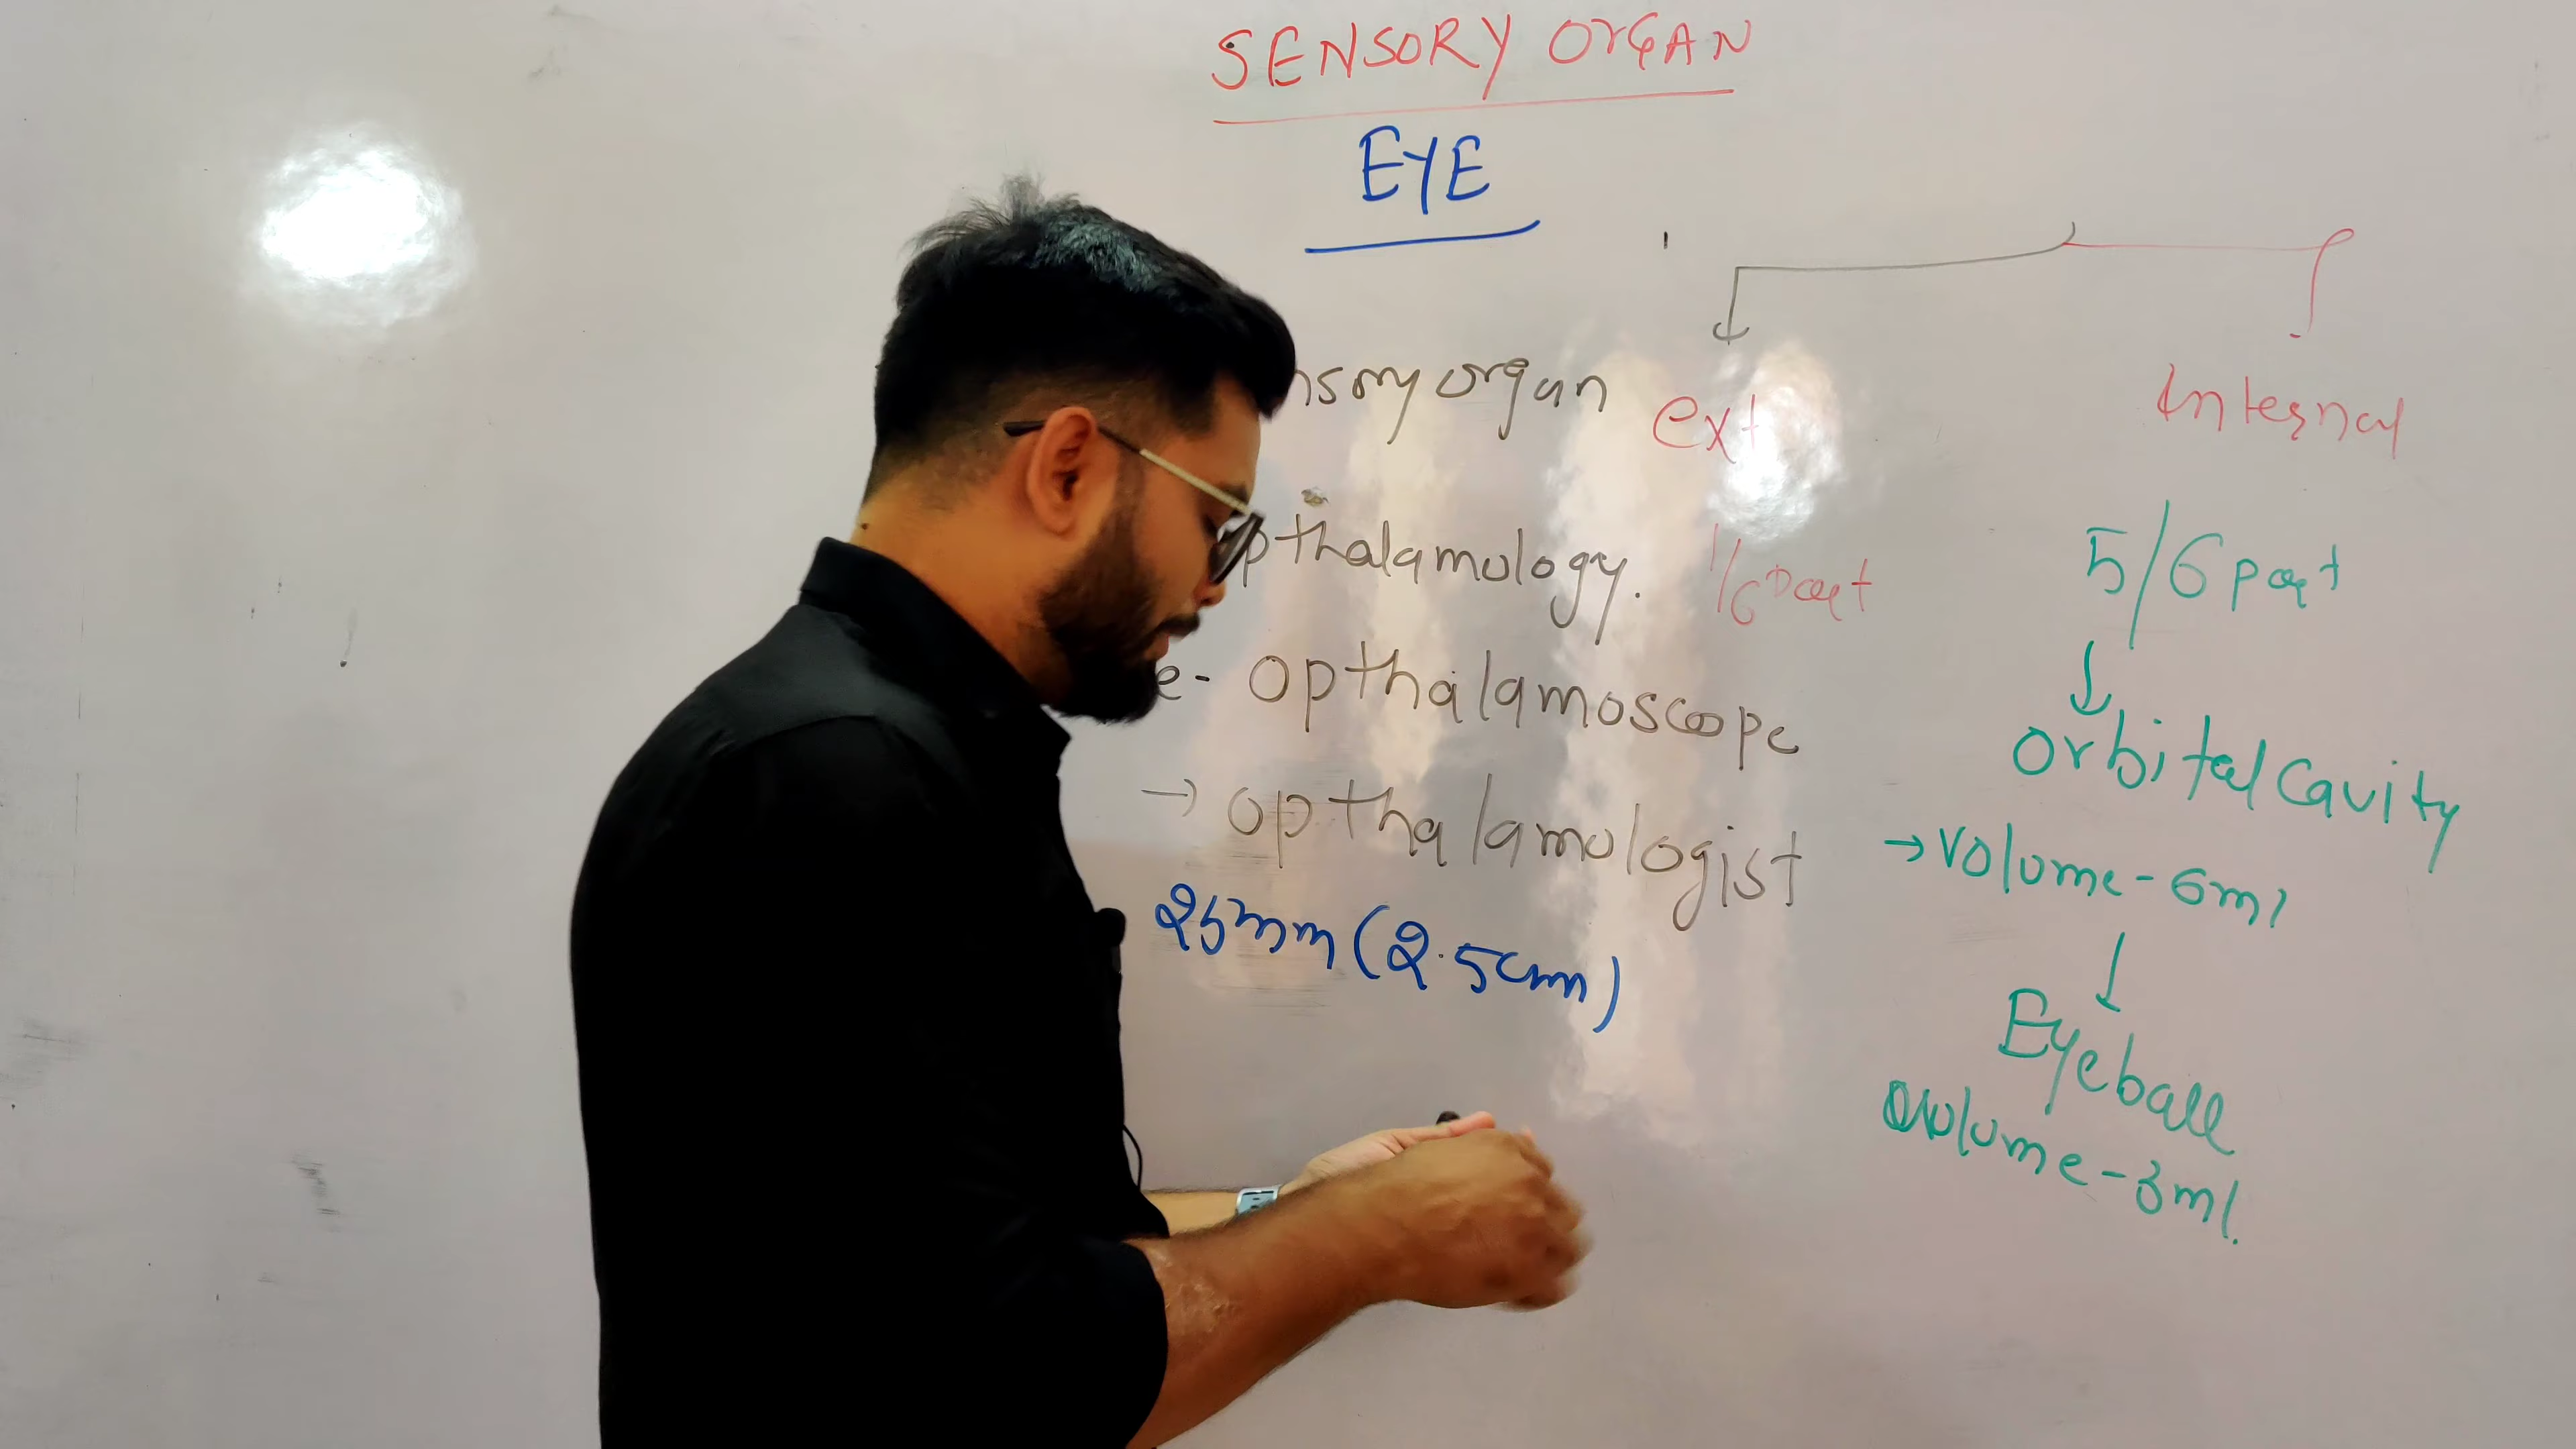 SENSORY ORGAN
EYE
nsory organ
pthalamology.
e- opthalamoscope
→ opthalamologist
25mm (2.5cm)
ext
1/6 part
Internal
5/6 part
↓
orbital cavity
→ volume - 6ml
↓
Eyeball
volume - 3ml.